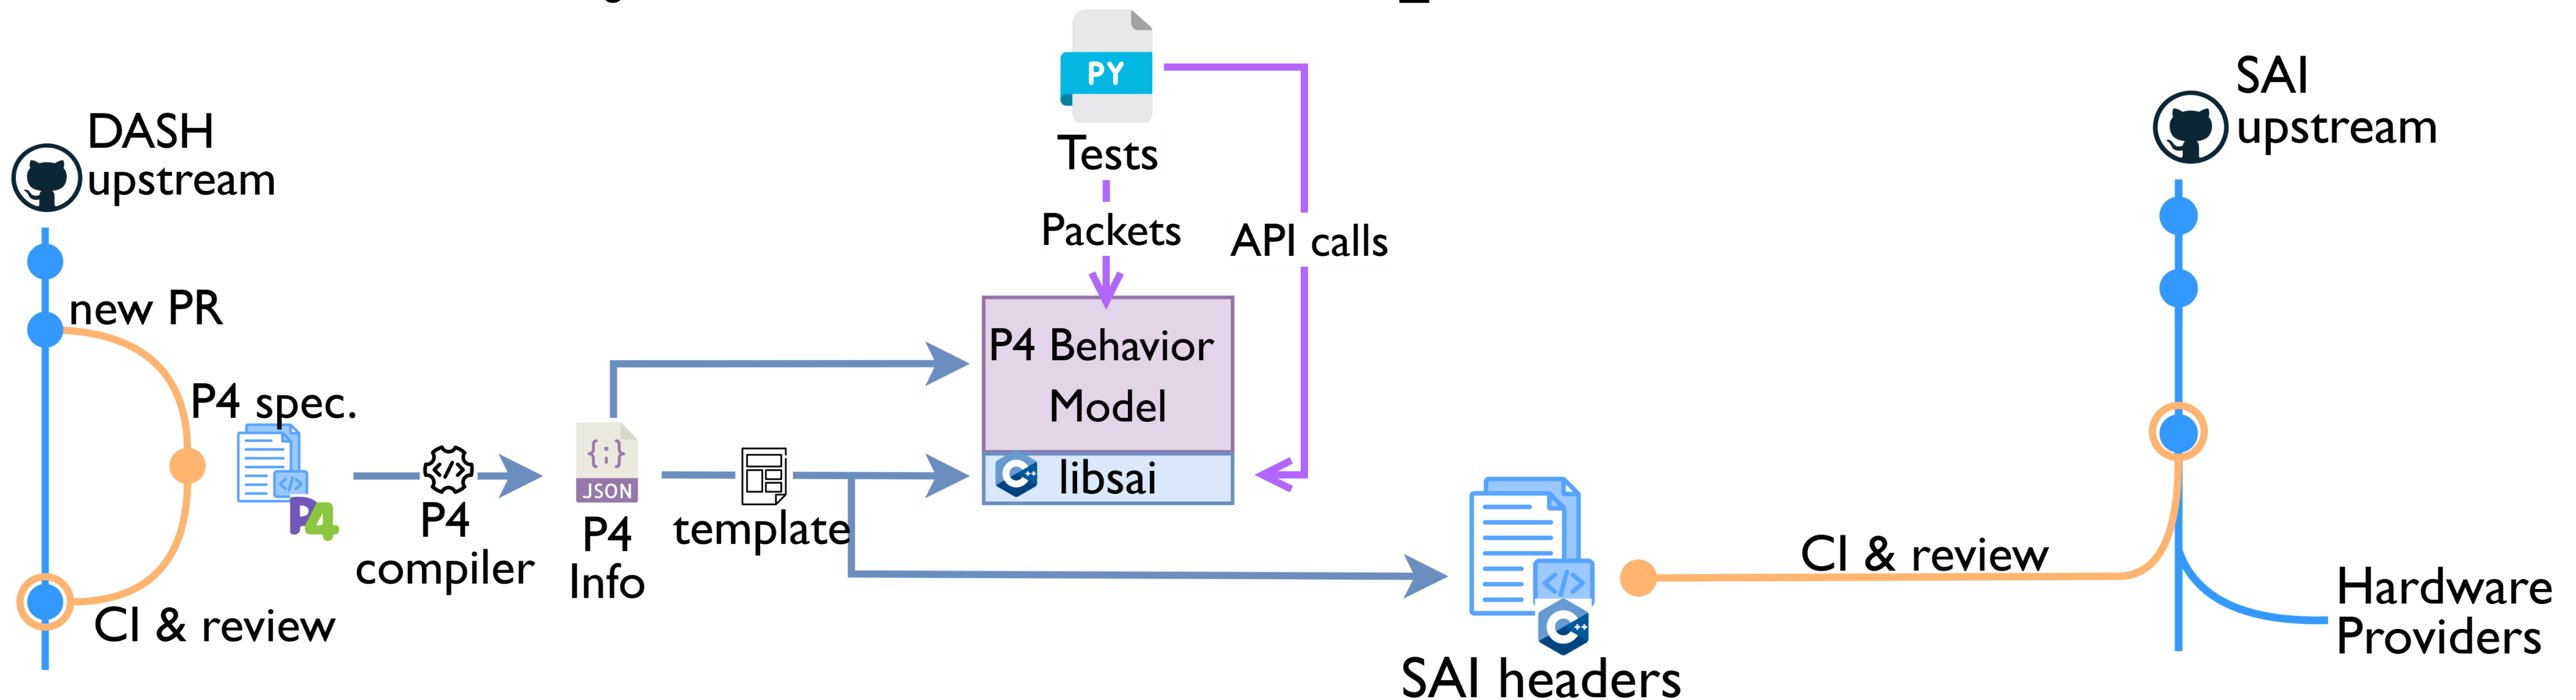 DASH
upstream
new PR
P4 spec.
P4
CI & review
P4
compiler
{;}
JSON
P4
Info
template
PY
Tests
Packets
API calls
P4 Behavior
Model
C++
libsai
C++
SAI headers
CI & review
SAI
upstream
Hardware
Providers